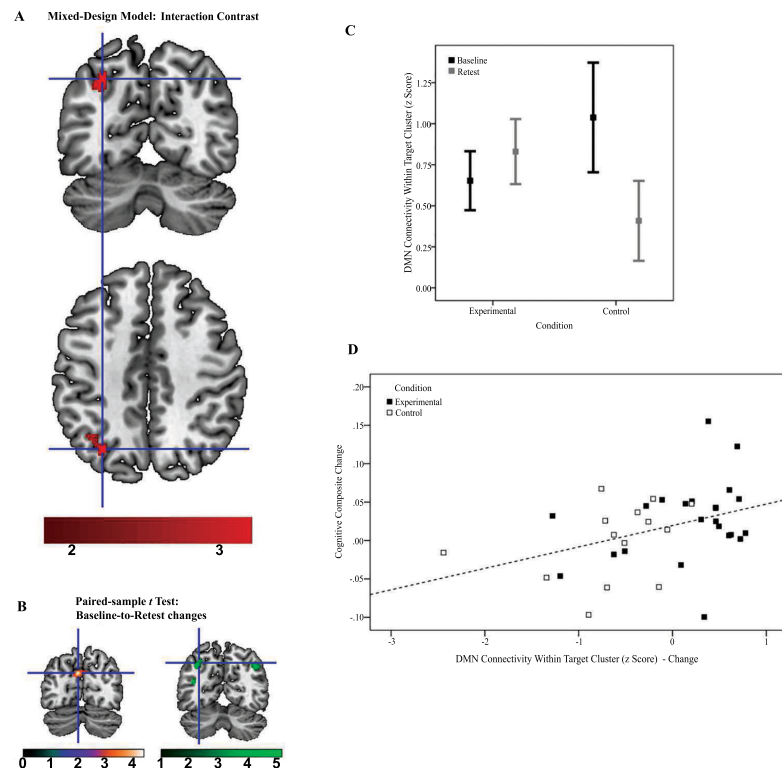 A
Mixed-Design Model: Interaction Contrast
2 3
B
Paired-sample t Test:
Baseline-to-Retest changes
0 1 2 3 4
1 2 3 4 5
C
Baseline
Retest
DMN Connectivity Within Target Cluster (z Score)
1.25
1.00
0.75
0.50
0.25
0.00
Experimental Control
Condition
D
Condition
Experimental
Control
Cognitive Composite Change
.20
.15
.10
.05
.00
-.05
-.10
-3 -2 -1 0 1
DMN Connectivity Within Target Cluster (z Score) - Change